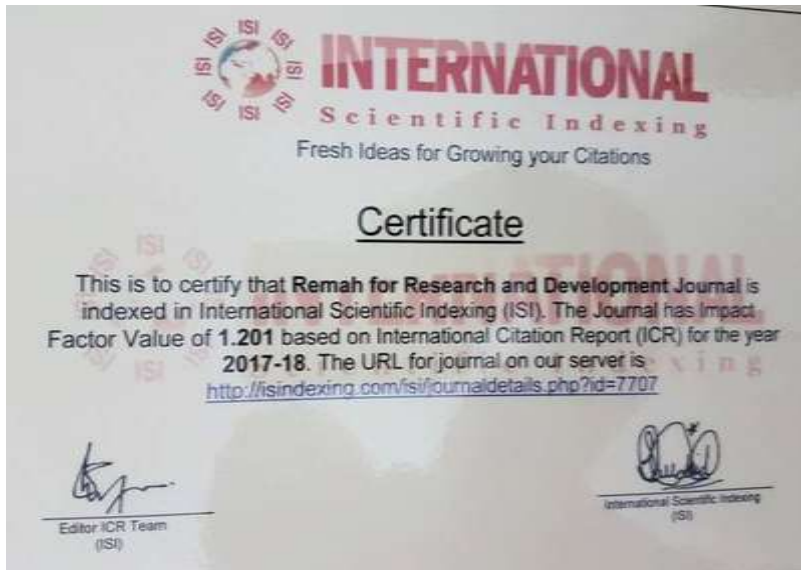 ISI ISI ISI ISI ISI ISI ISI ISI
INTERNATIONAL
Scientific Indexing
Fresh Ideas for Growing your Citations
Certificate
This is to certify that Remah for Research and Development Journal is
indexed in International Scientific Indexing (ISI). The Journal has Impact
Factor Value of 1.201 based on International Citation Report (ICR) for the year
2017-18. The URL for journal on our server is
http://isindexing.com/isi/journaldetails.php?id=7707
Editor ICR Team
(ISI)
International Scientific Indexing
(ISI)